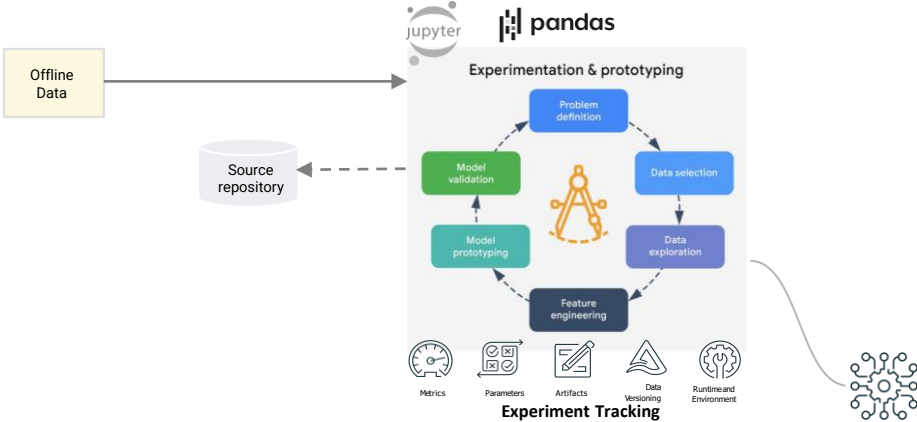 jupyter
pandas
Experimentation & prototyping
Offline
Data
Problem
definition
Source
repository
Model
validation
Data selection
Model
prototyping
Data
exploration
Feature
engineering
Metrics
Parameters
Artifacts
Data
Versioning
Runtime and
Environment
Experiment Tracking